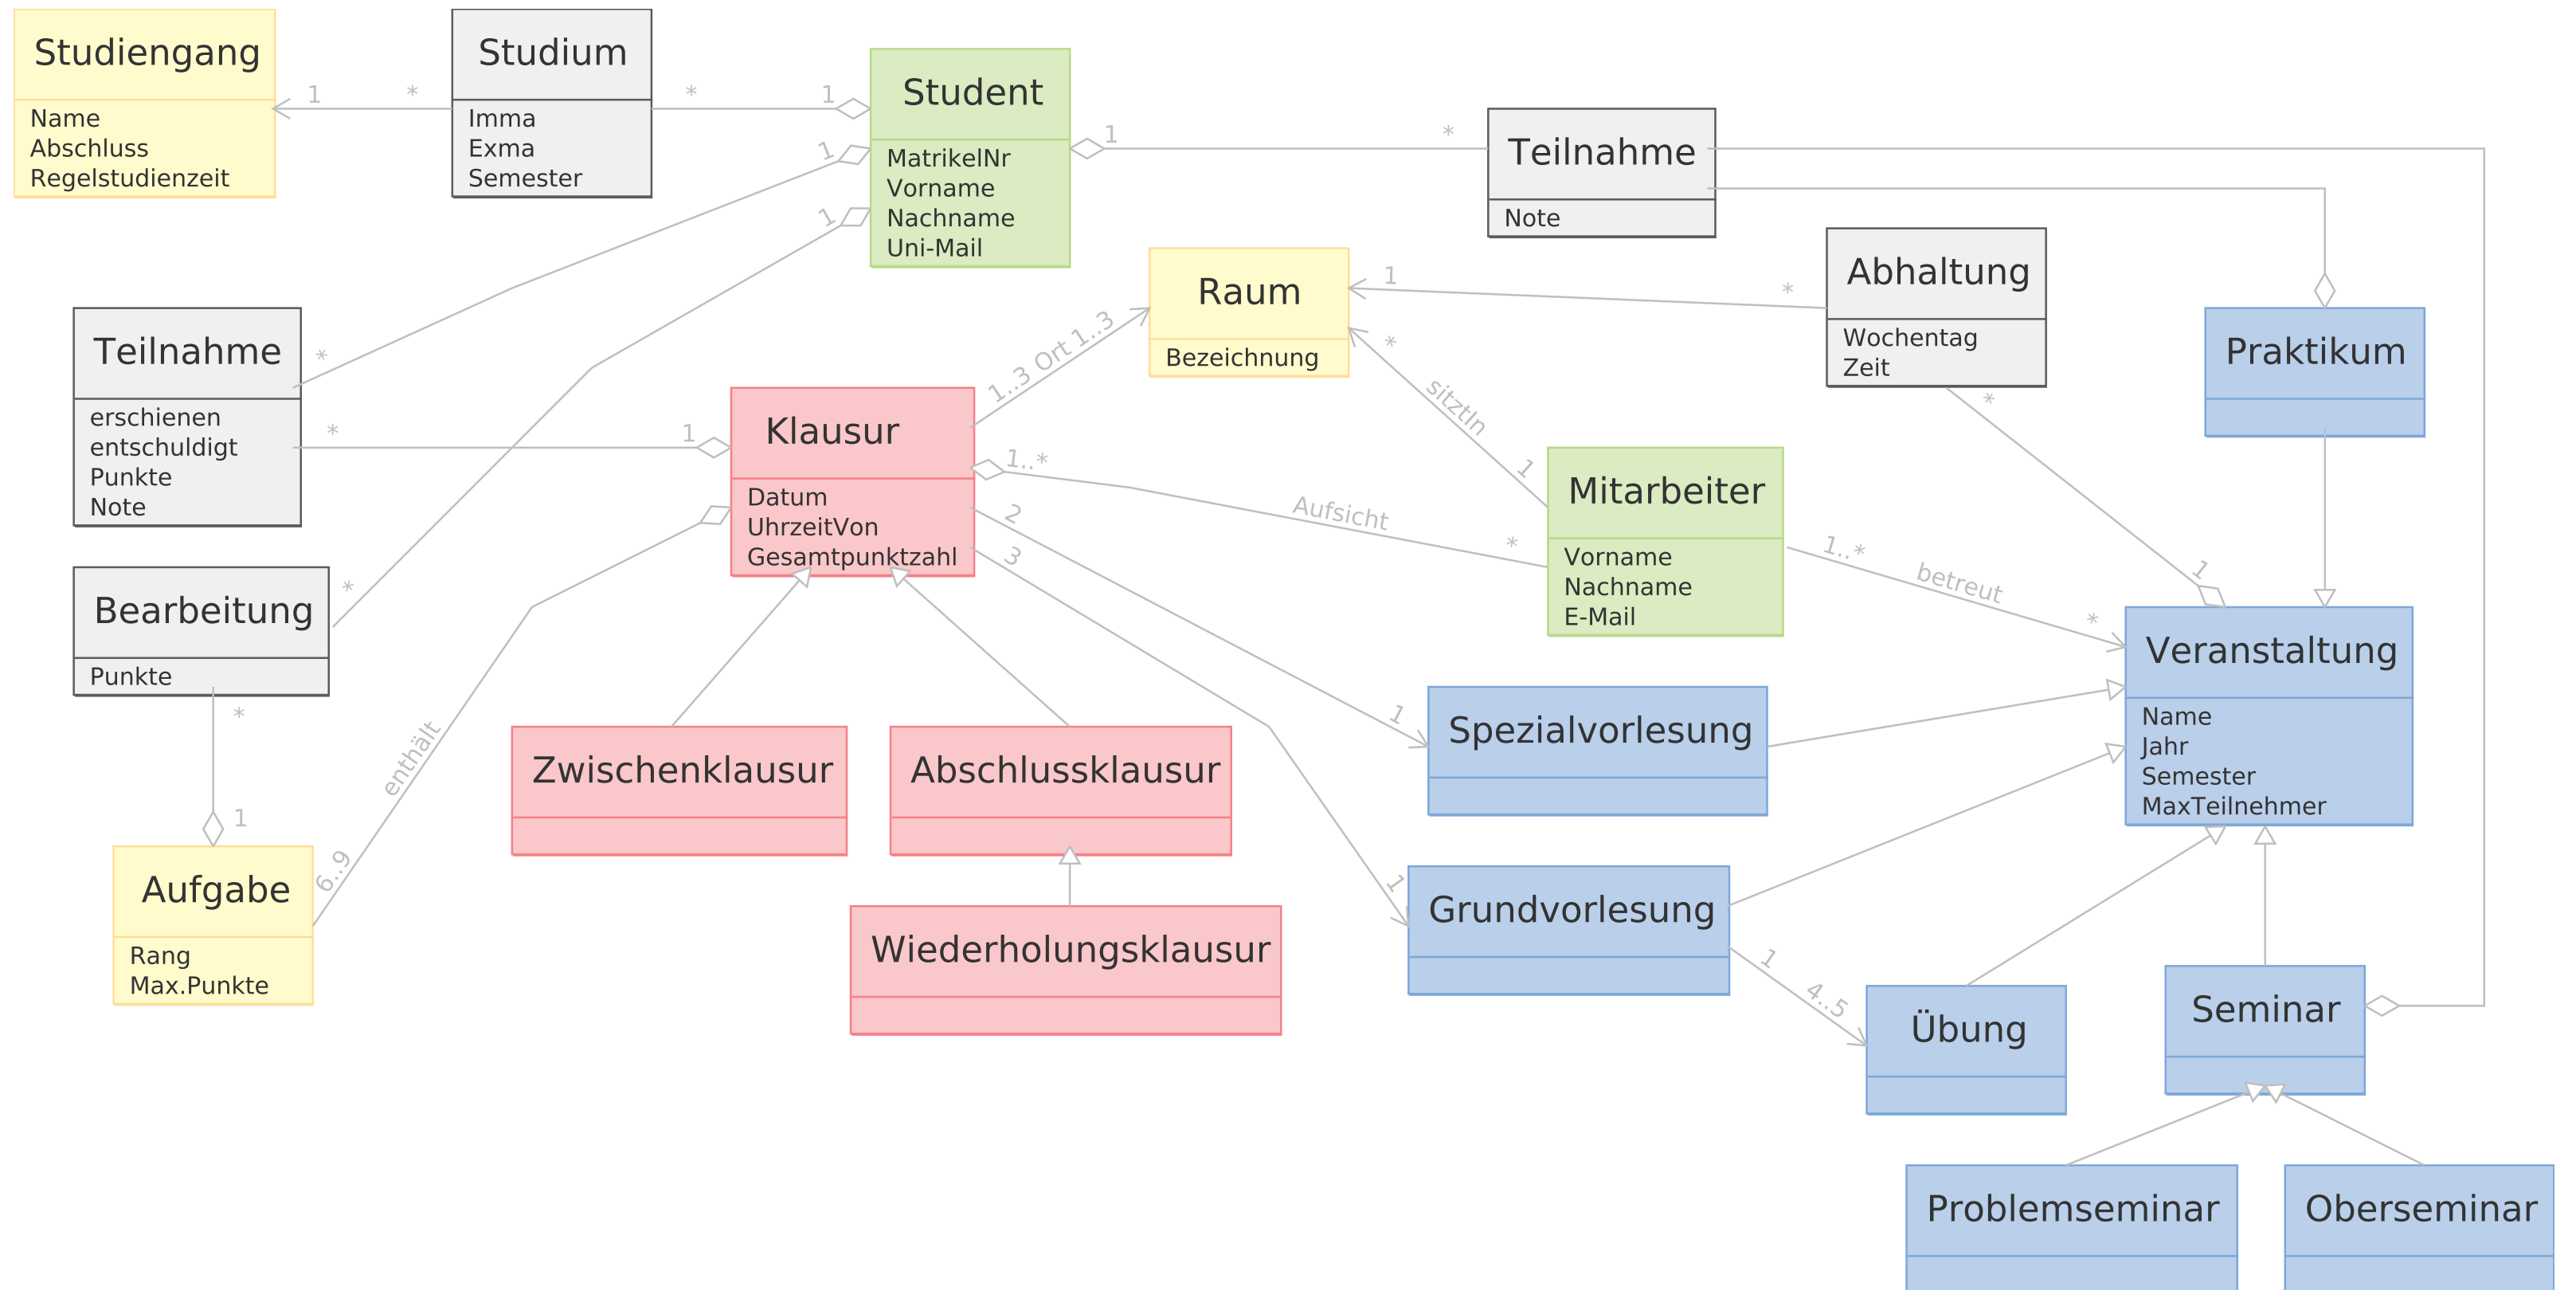 Studiengang
Name
Abschluss
Regelstudienzeit
1
*
Studium
Imma
Exma
Semester
*
1
Student
MatrikelNr
Vorname
Nachname
Uni-Mail
1
1
1
*
Teilnahme
Note
Raum
Bezeichnung
1
*
Abhaltung
Wochentag
Zeit
*
1
Praktikum
Teilnahme
erschienen
entschuldigt
Punkte
Note
*
*
1
Klausur
Datum
UhrzeitVon
Gesamtpunktzahl
1..3 Ort 1..3
1..*
Aufsicht
*
*
sitztIn
1
Mitarbeiter
Vorname
Nachname
E-Mail
1..*
betreut
*
Veranstaltung
Name
Jahr
Semester
MaxTeilnehmer
Bearbeitung
Punkte
*
*
1
enthält
6..9
Aufgabe
Rang
Max.Punkte
2
1
3
1
Zwischenklausur
Abschlussklausur
Wiederholungsklausur
Spezialvorlesung
Grundvorlesung
1
4..5
Übung
Seminar
Problemseminar
Oberseminar